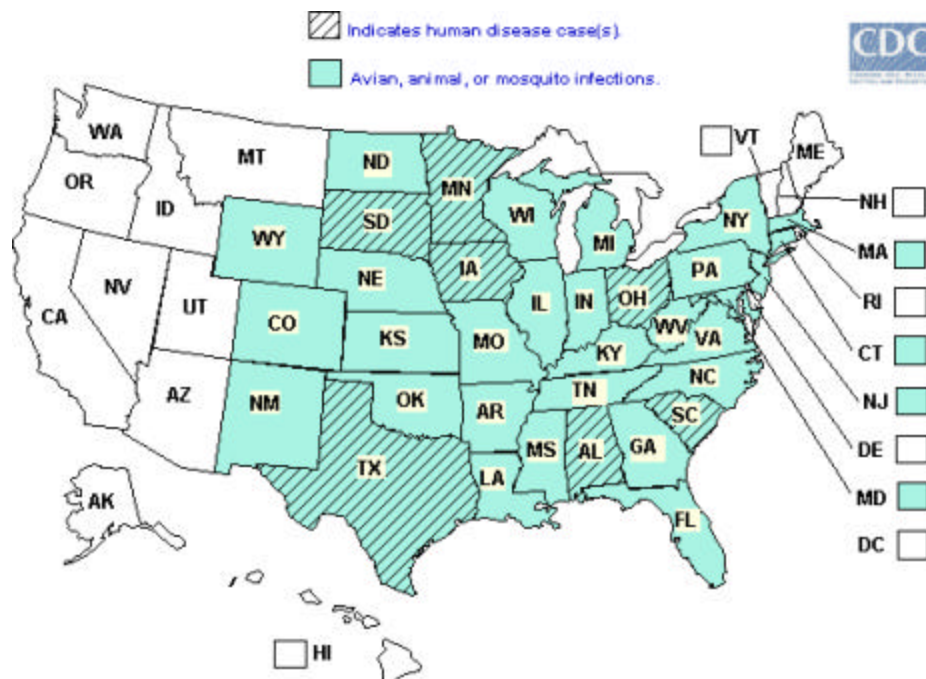 Indicates human disease case(s).
CDC
Avian, animal, or mosquito infections.
WA
MT
ND
MN
VT
ME
OR
ID
SD
WI
MI
NY
NH
WY
IA
PA
MA
NV
NE
IL
IN
OH
RI
CA
UT
CO
KS
MO
WV
VA
CT
KY
AZ
NM
OK
AR
TN
NC
NJ
SC
TX
LA
MS
AL
GA
DE
AK
MD
FL
DC
HI